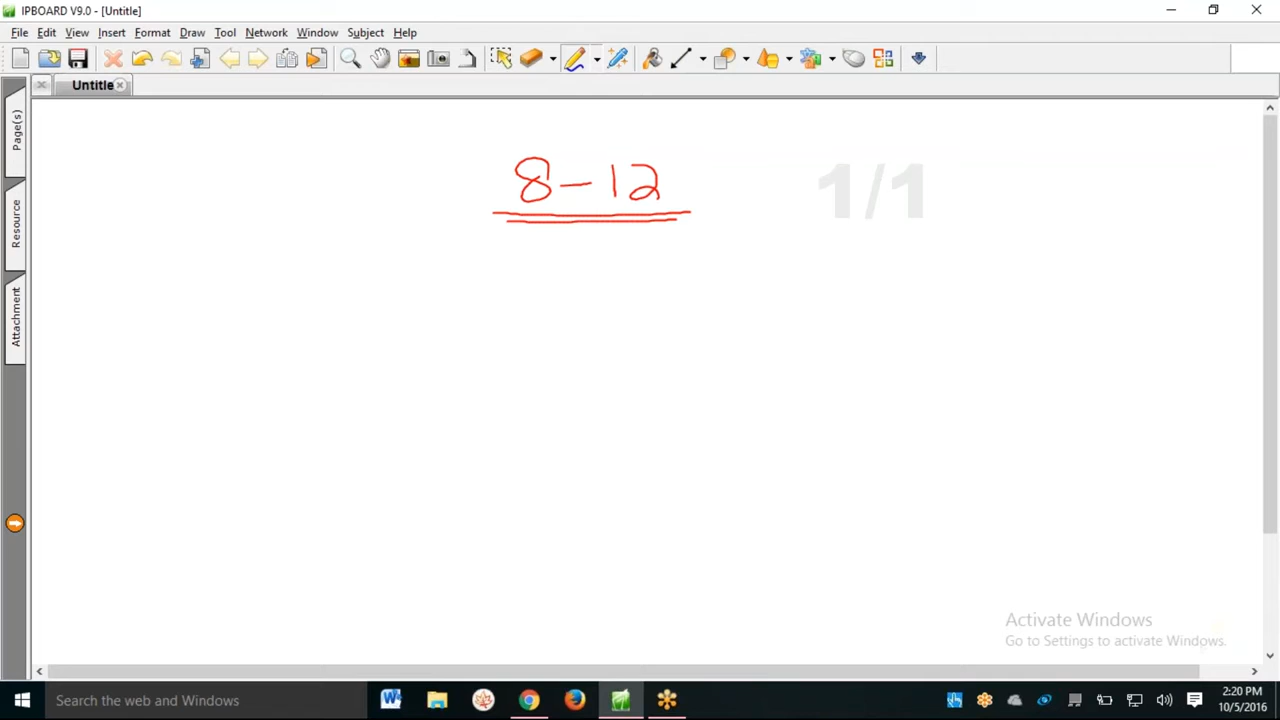 IPBOARD V9.0 - [Untitle]
File Edit View Insert Format Draw Tool Network Window Subject Help
Untitle
Page(s)
Resource
Attachment
8-12
1/1
Activate Windows
Go to Settings to activate Windows.
Search the web and Windows
2:20 PM
10/5/2016